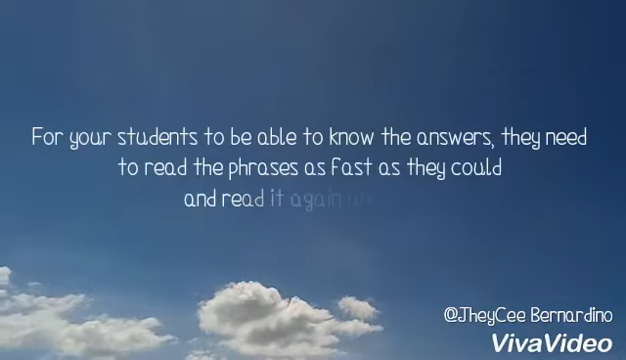 For your students to be able to know the answers, they need
to read the phrases as fast as they could
and read it again
@JheyCee Bernardino
VivaVideo